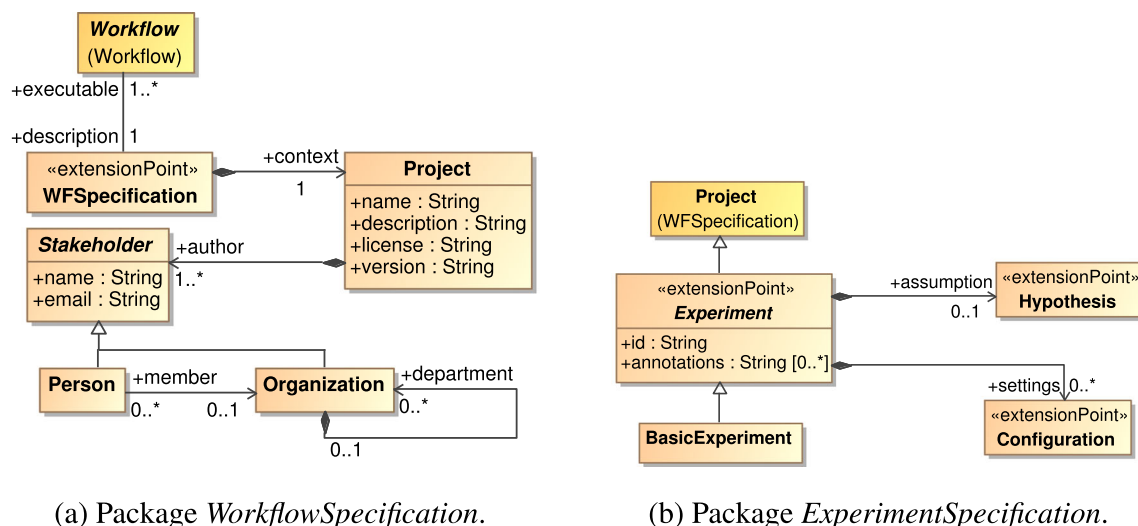 Workflow
(Workflow)
+executable 1..*
+description 1
«extensionPoint»
WFSpecification
+context
1
Project
+name : String
+description : String
+license : String
+version : String
Stakeholder
+name : String
+email : String
+author
1..*
Person
+member
0..*
0..1
Organization
+department
0..*
0..1
(a) Package WorkflowSpecification.
Project
(WFSpecification)
«extensionPoint»
Experiment
+id : String
+annotations : String [0..*]
+assumption
0..1
«extensionPoint»
Hypothesis
+settings 0..*
«extensionPoint»
Configuration
BasicExperiment
(b) Package ExperimentSpecification.